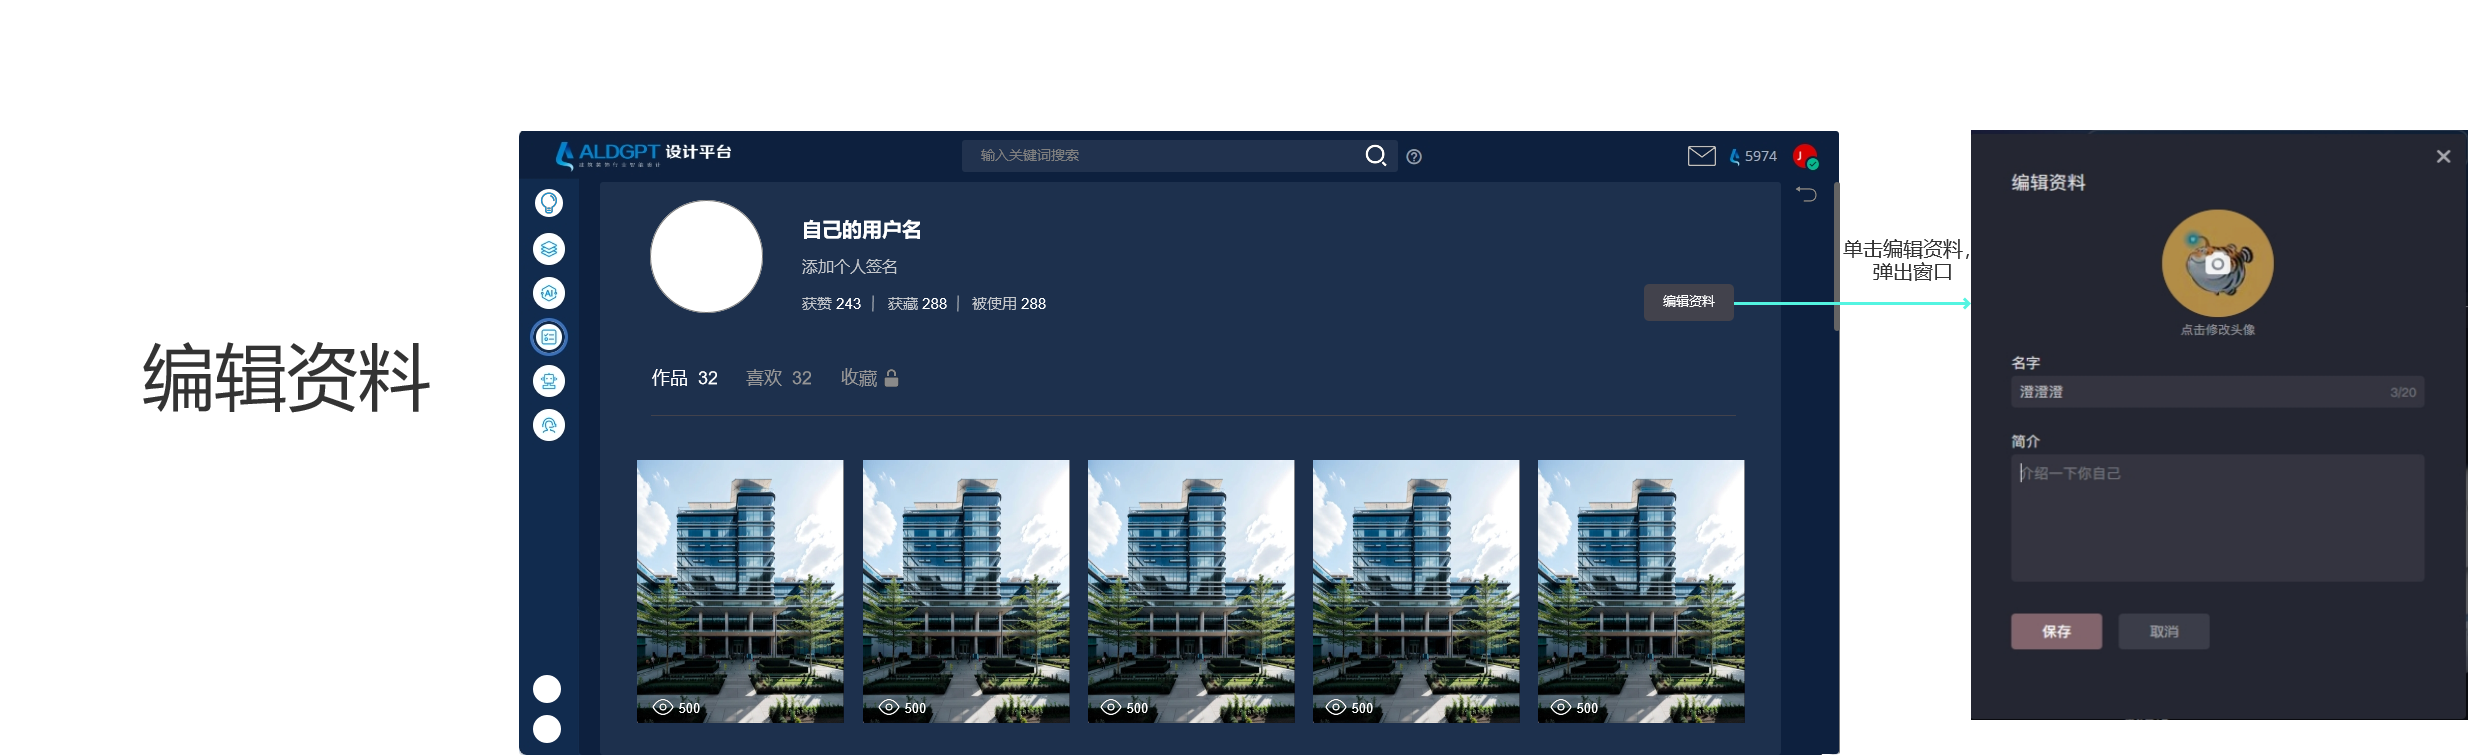 编辑资料
ALDGPT 设计平台
输入关键词搜索
5974
J
自己的用户名
添加个人签名
获赞 243 | 获藏 288 | 被使用 288
编辑资料
作品 32 喜欢 32 收藏
AI
500 500 500 500 500
单击编辑资料，
弹出窗口
编辑资料
点击修改头像
名字
澄澄澄 3/20
简介
介绍一下你自己
保存 取消